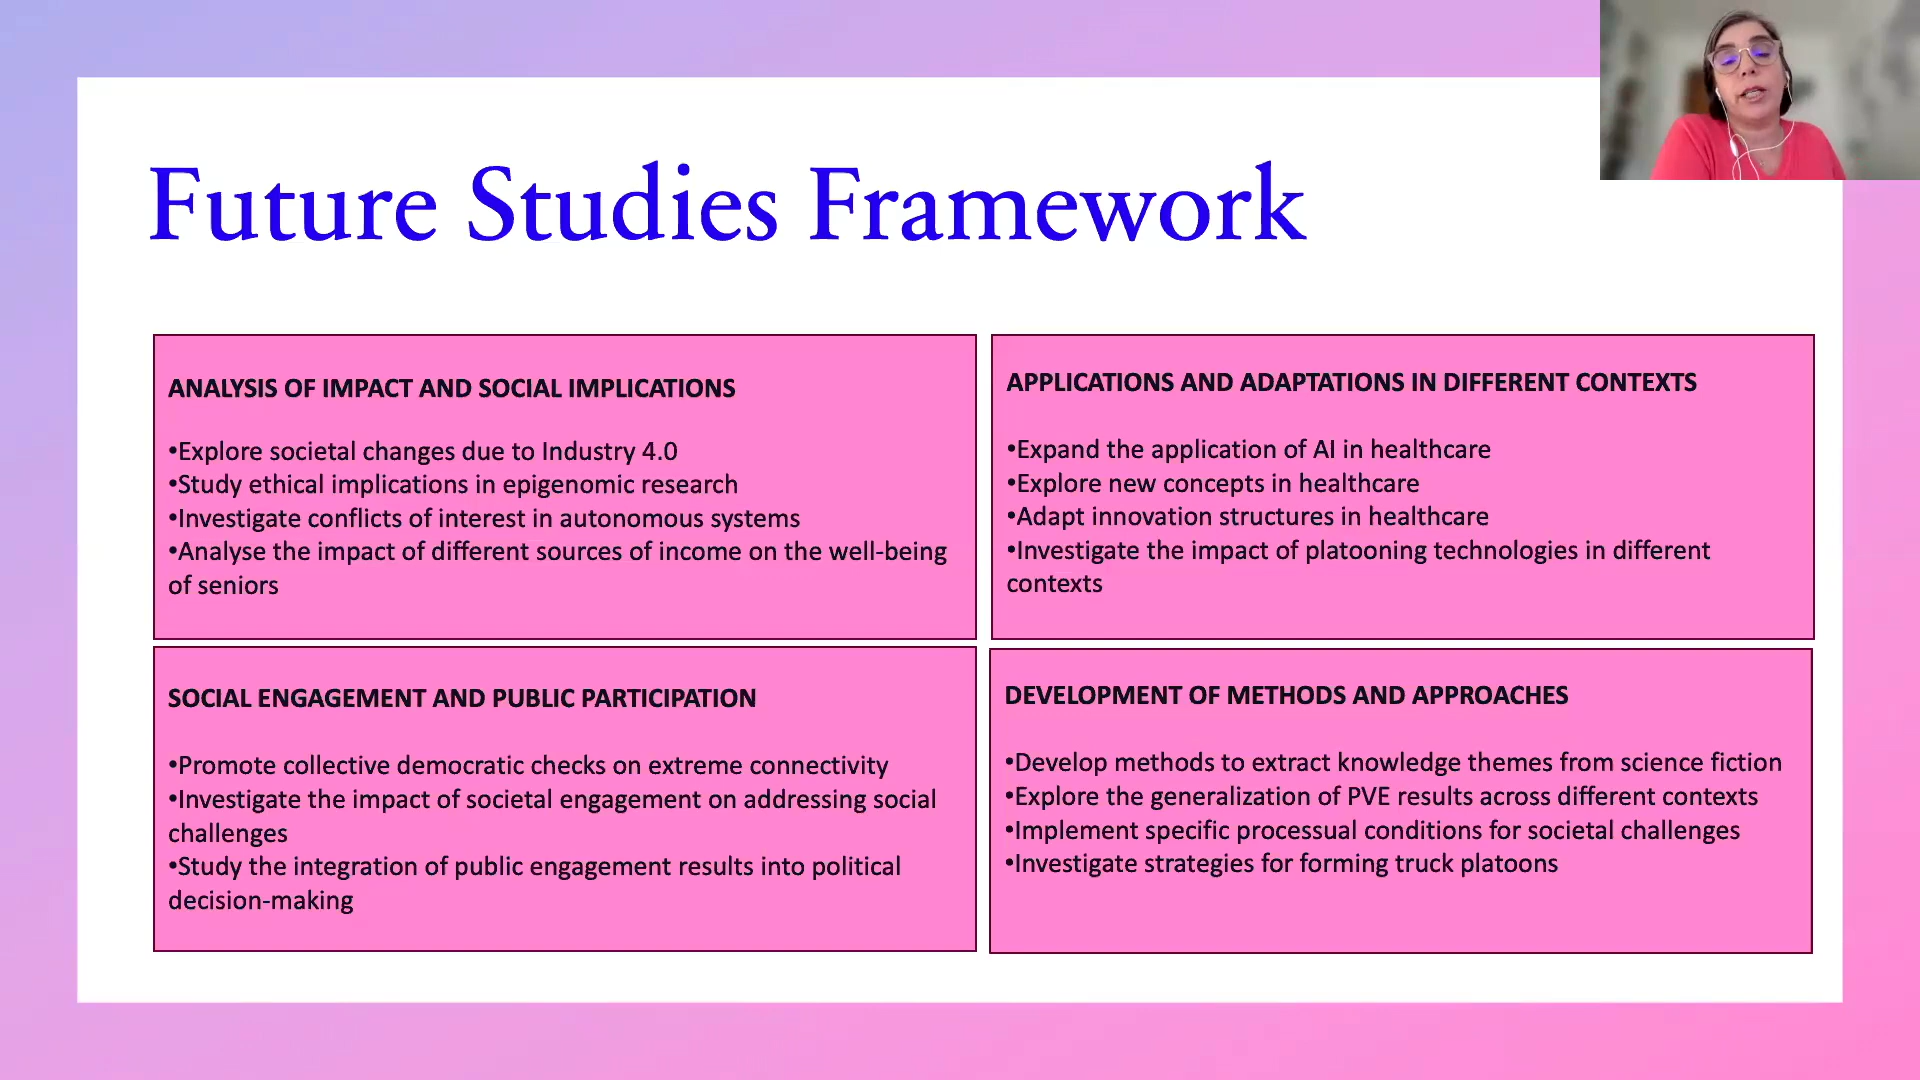 Future Studies Framework
ANALYSIS OF IMPACT AND SOCIAL IMPLICATIONS
•Explore societal changes due to Industry 4.0
•Study ethical implications in epigenomic research
•Investigate conflicts of interest in autonomous systems
•Analyse the impact of different sources of income on the well-being
of seniors
APPLICATIONS AND ADAPTATIONS IN DIFFERENT CONTEXTS
•Expand the application of AI in healthcare
•Explore new concepts in healthcare
•Adapt innovation structures in healthcare
•Investigate the impact of platooning technologies in different
contexts
SOCIAL ENGAGEMENT AND PUBLIC PARTICIPATION
•Promote collective democratic checks on extreme connectivity
•Investigate the impact of societal engagement on addressing social
challenges
•Study the integration of public engagement results into political
decision-making
DEVELOPMENT OF METHODS AND APPROACHES
•Develop methods to extract knowledge themes from science fiction
•Explore the generalization of PVE results across different contexts
•Implement specific processual conditions for societal challenges
•Investigate strategies for forming truck platoons